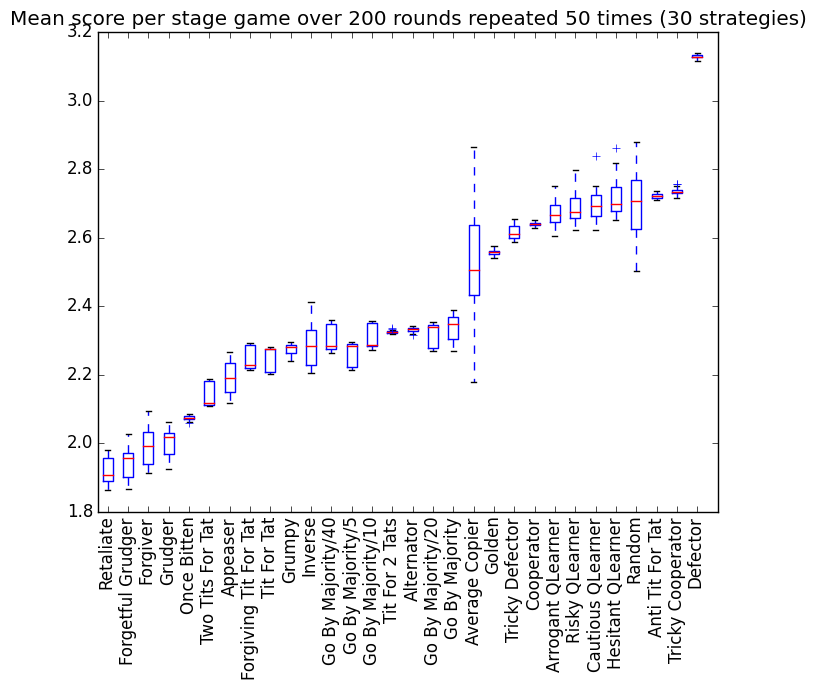 Mean score per stage game over 200 rounds repeated 50 times (30 strategies)
3.2
3.0
2.8
2.6
2.4
2.2
2.0
1.8
Retaliate
Forgetful Grudger
Forgiver
Grudger
Once Bitten
Two Tits For Tat
Appeaser
Forgiving Tit For Tat
Tit For Tat
Grumpy
Inverse
Go By Majority/40
Go By Majority/5
Go By Majority/10
Tit For 2 Tats
Alternator
Go By Majority/20
Go By Majority
Average Copier
Golden
Tricky Defector
Cooperator
Arrogant QLearner
Risky QLearner
Cautious QLearner
Hesitant QLearner
Random
Anti Tit For Tat
Tricky Cooperator
Defector